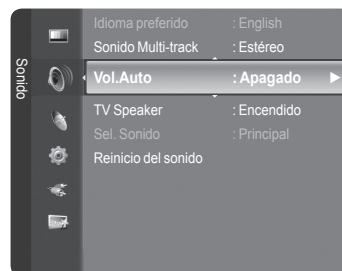 Sonido
Idioma preferido : English
Sonido Multi-track : Estéreo
Vol.Auto : Apagado
TV Speaker : Encendido
Sel. Sonido : Principal
Reinicio del sonido